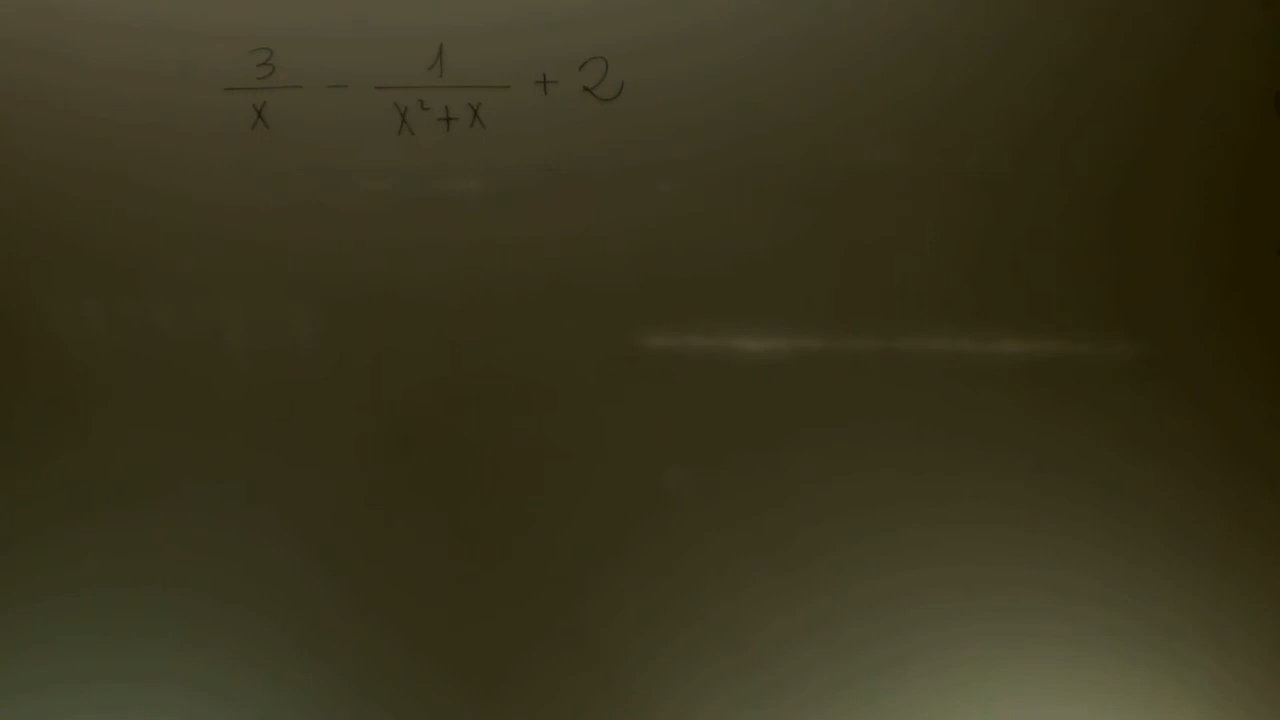 3/x - 1/(x²+x) + 2